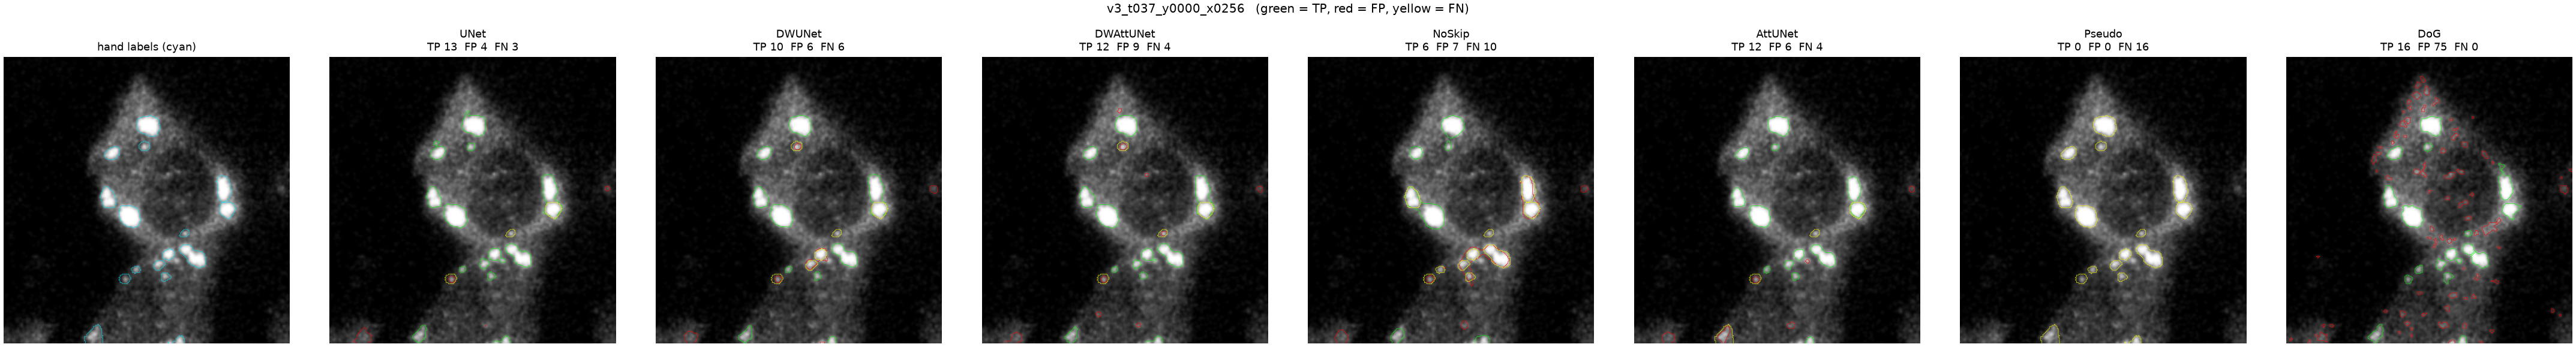 v3_t037_y0000_x0256   (green = TP, red = FP, yellow = FN)
hand labels (cyan)
UNet
TP 13  FP 4  FN 3
DWUNet
TP 10  FP 6  FN 6
DWAttUNet
TP 12  FP 9  FN 4
NoSkip
TP 6  FP 7  FN 10
AttUNet
TP 12  FP 6  FN 4
Pseudo
TP 0  FP 0  FN 16
DoG
TP 16  FP 75  FN 0